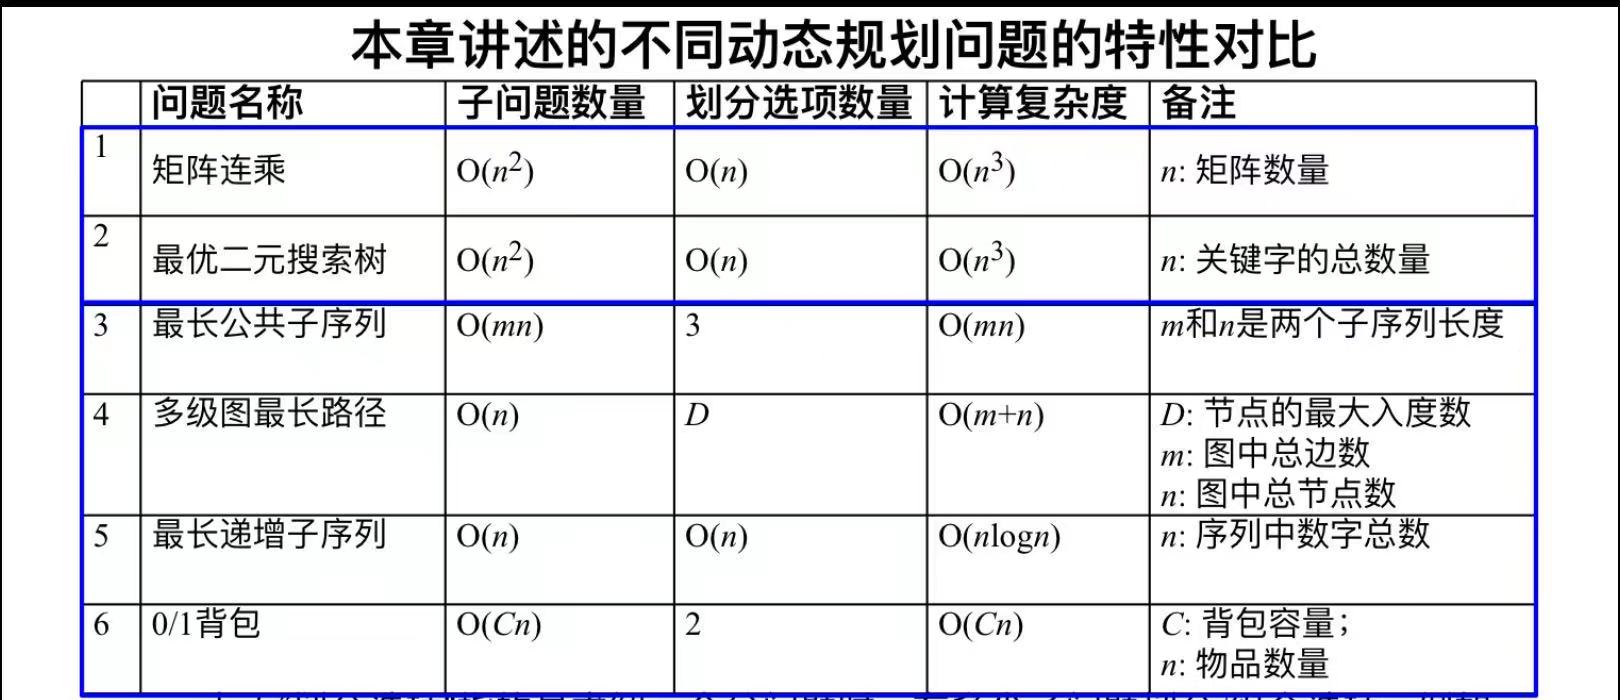 本章讲述的不同动态规划问题的特性对比
问题名称 子问题数量 划分选项数量 计算复杂度 备注
1 矩阵连乘 O(n²) O(n) O(n³) n: 矩阵数量
2 最优二元搜索树 O(n²) O(n) O(n³) n: 关键字的总数量
3 最长公共子序列 O(mn) 3 O(mn) m和n是两个子序列长度
4 多级图最长路径 O(n) D O(m+n) D: 节点的最大入度数
m: 图中总边数
n: 图中总节点数
5 最长递增子序列 O(n) O(n) O(nlogn) n: 序列中数字总数
6 0/1背包 O(Cn) 2 O(Cn) C: 背包容量；
n: 物品数量